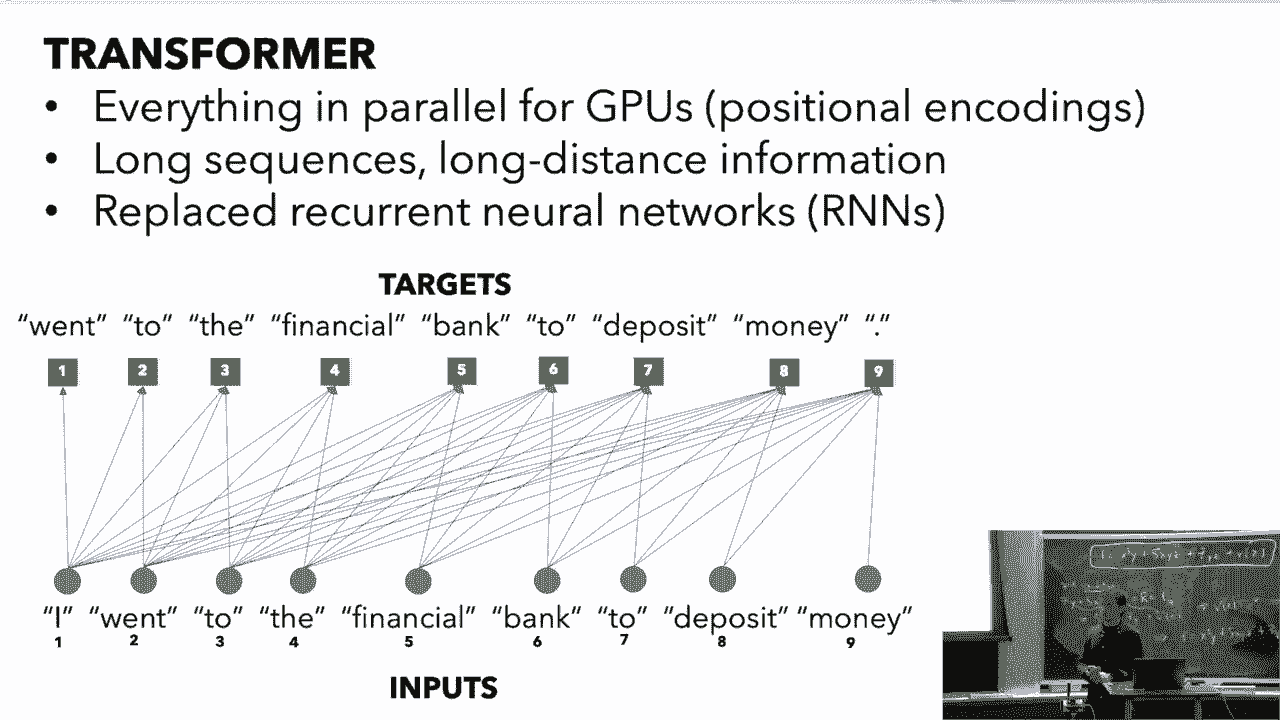 TRANSFORMER
• Everything in parallel for GPUs (positional encodings)
• Long sequences, long-distance information
• Replaced recurrent neural networks (RNNs)
TARGETS
“went” “to” “the” “financial” “bank” “to” “deposit” “money” “.”
1 2 3 4 5 6 7 8 9
“I” “went” “to” “the” “financial” “bank” “to” “deposit” “money”
1 2 3 4 5 6 7 8 9
INPUTS